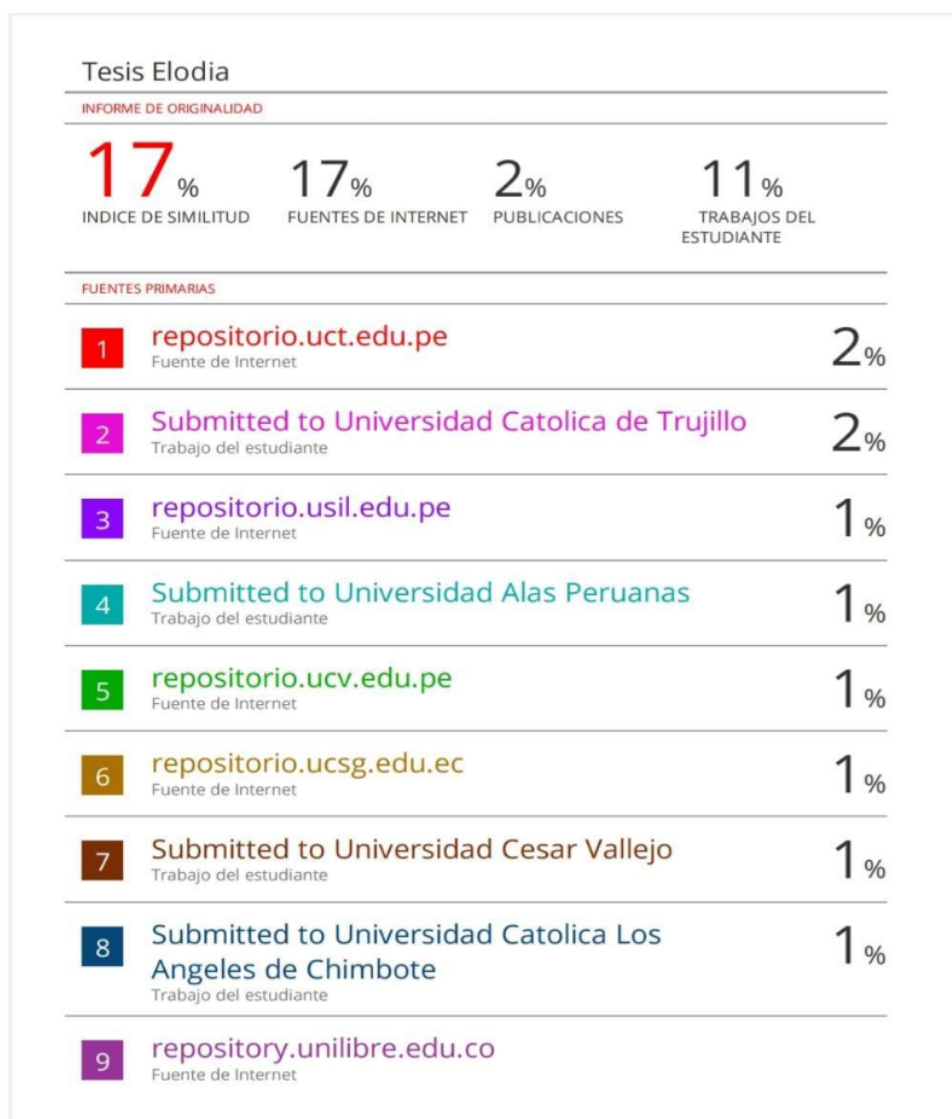 Tesis Elodia
INFORME DE ORIGINALIDAD
17% 17% 2% 11%
INDICE DE SIMILITUD FUENTES DE INTERNET PUBLICACIONES TRABAJOS DEL
ESTUDIANTE
FUENTES PRIMARIAS
1 repositorio.uct.edu.pe 2%
Fuente de Internet
2 Submitted to Universidad Catolica de Trujillo 2%
Trabajo del estudiante
3 repositorio.usil.edu.pe 1%
Fuente de Internet
4 Submitted to Universidad Alas Peruanas 1%
Trabajo del estudiante
5 repositorio.ucv.edu.pe 1%
Fuente de Internet
6 repositorio.ucsg.edu.ec 1%
Fuente de Internet
7 Submitted to Universidad Cesar Vallejo 1%
Trabajo del estudiante
8 Submitted to Universidad Catolica Los 1%
Angeles de Chimbote
Trabajo del estudiante
9 repository.unilibre.edu.co
Fuente de Internet